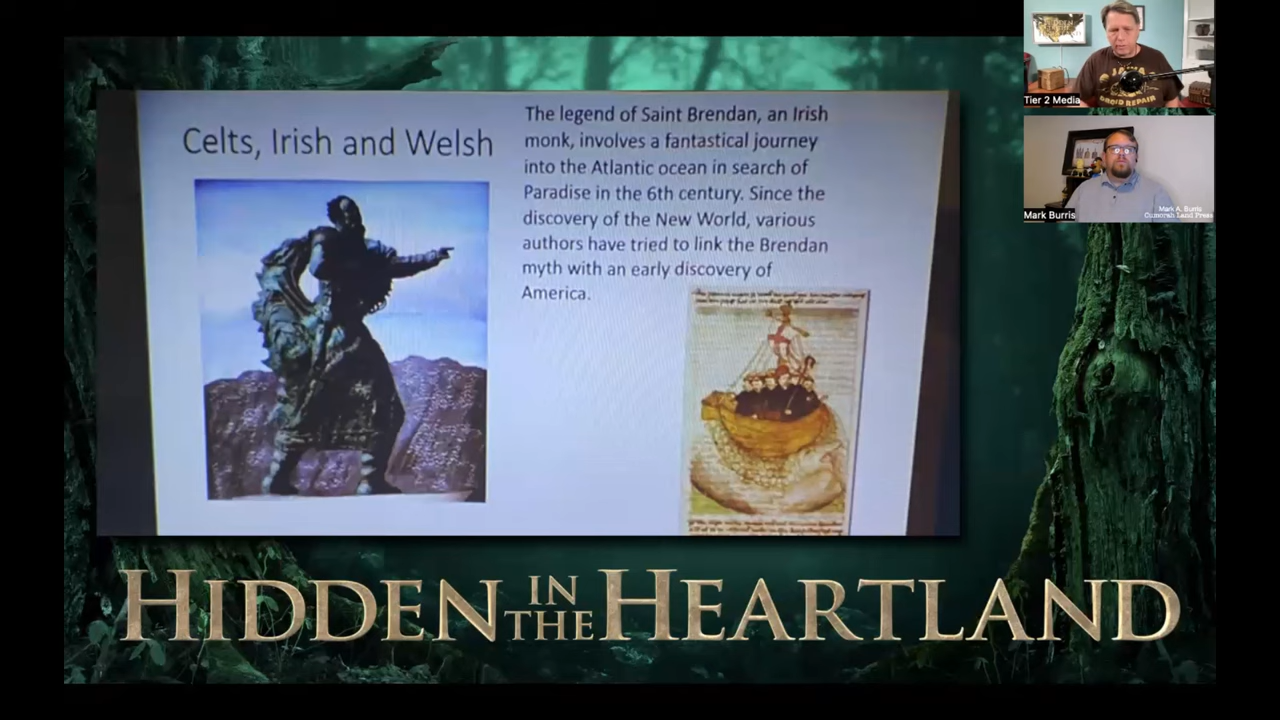 Celts, Irish and Welsh
The legend of Saint Brendan, an Irish
monk, involves a fantastical journey
into the Atlantic ocean in search of
Paradise in the 6th century. Since the
discovery of the New World, various
authors have tried to link the Brendan
myth with an early discovery of
America.
Tier 2 Media
DROID REPAIR
Mark Burris
Mark A. Burris
Cumorah Land Press
HIDDEN IN THE HEARTLAND